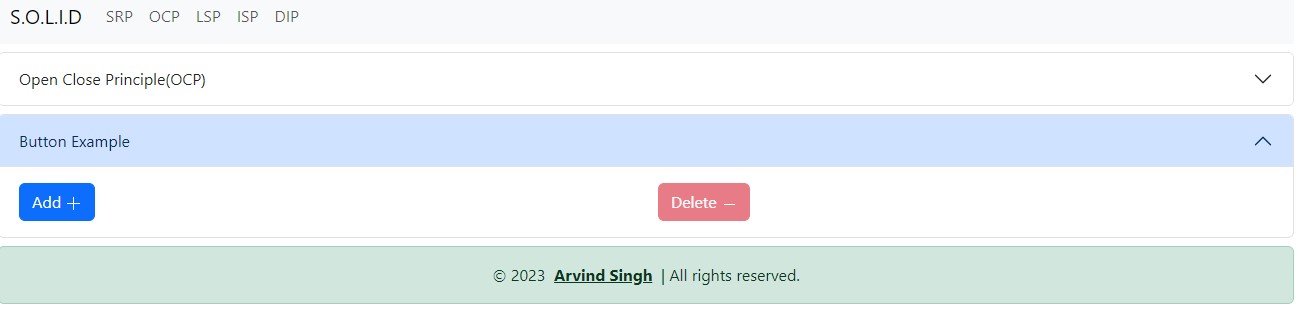 S.O.L.I.D SRP OCP LSP ISP DIP
Open Close Principle(OCP)
Button Example
Add + Delete −
© 2023 Arvind Singh | All rights reserved.